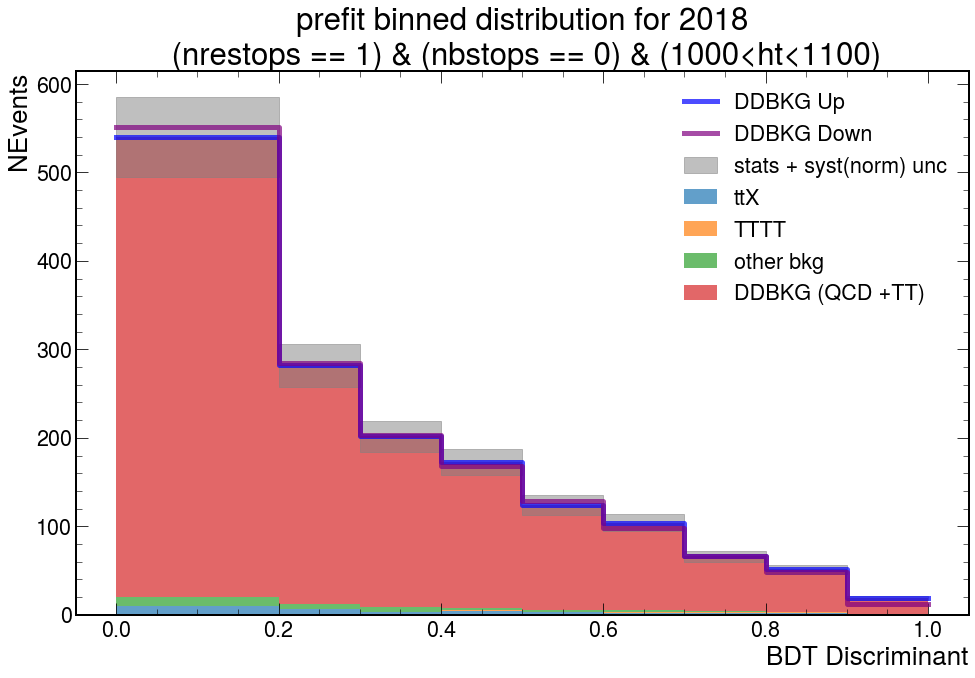 prefit binned distribution for 2018
(nrestops == 1) & (nbstops == 0) & (1000<ht<1100)
NEvents
600
500
400
300
200
100
0
DDBKG Up
DDBKG Down
stats + syst(norm) unc
ttX
TTTT
other bkg
DDBKG (QCD +TT)
0.0 0.2 0.4 0.6 0.8 1.0
BDT Discriminant